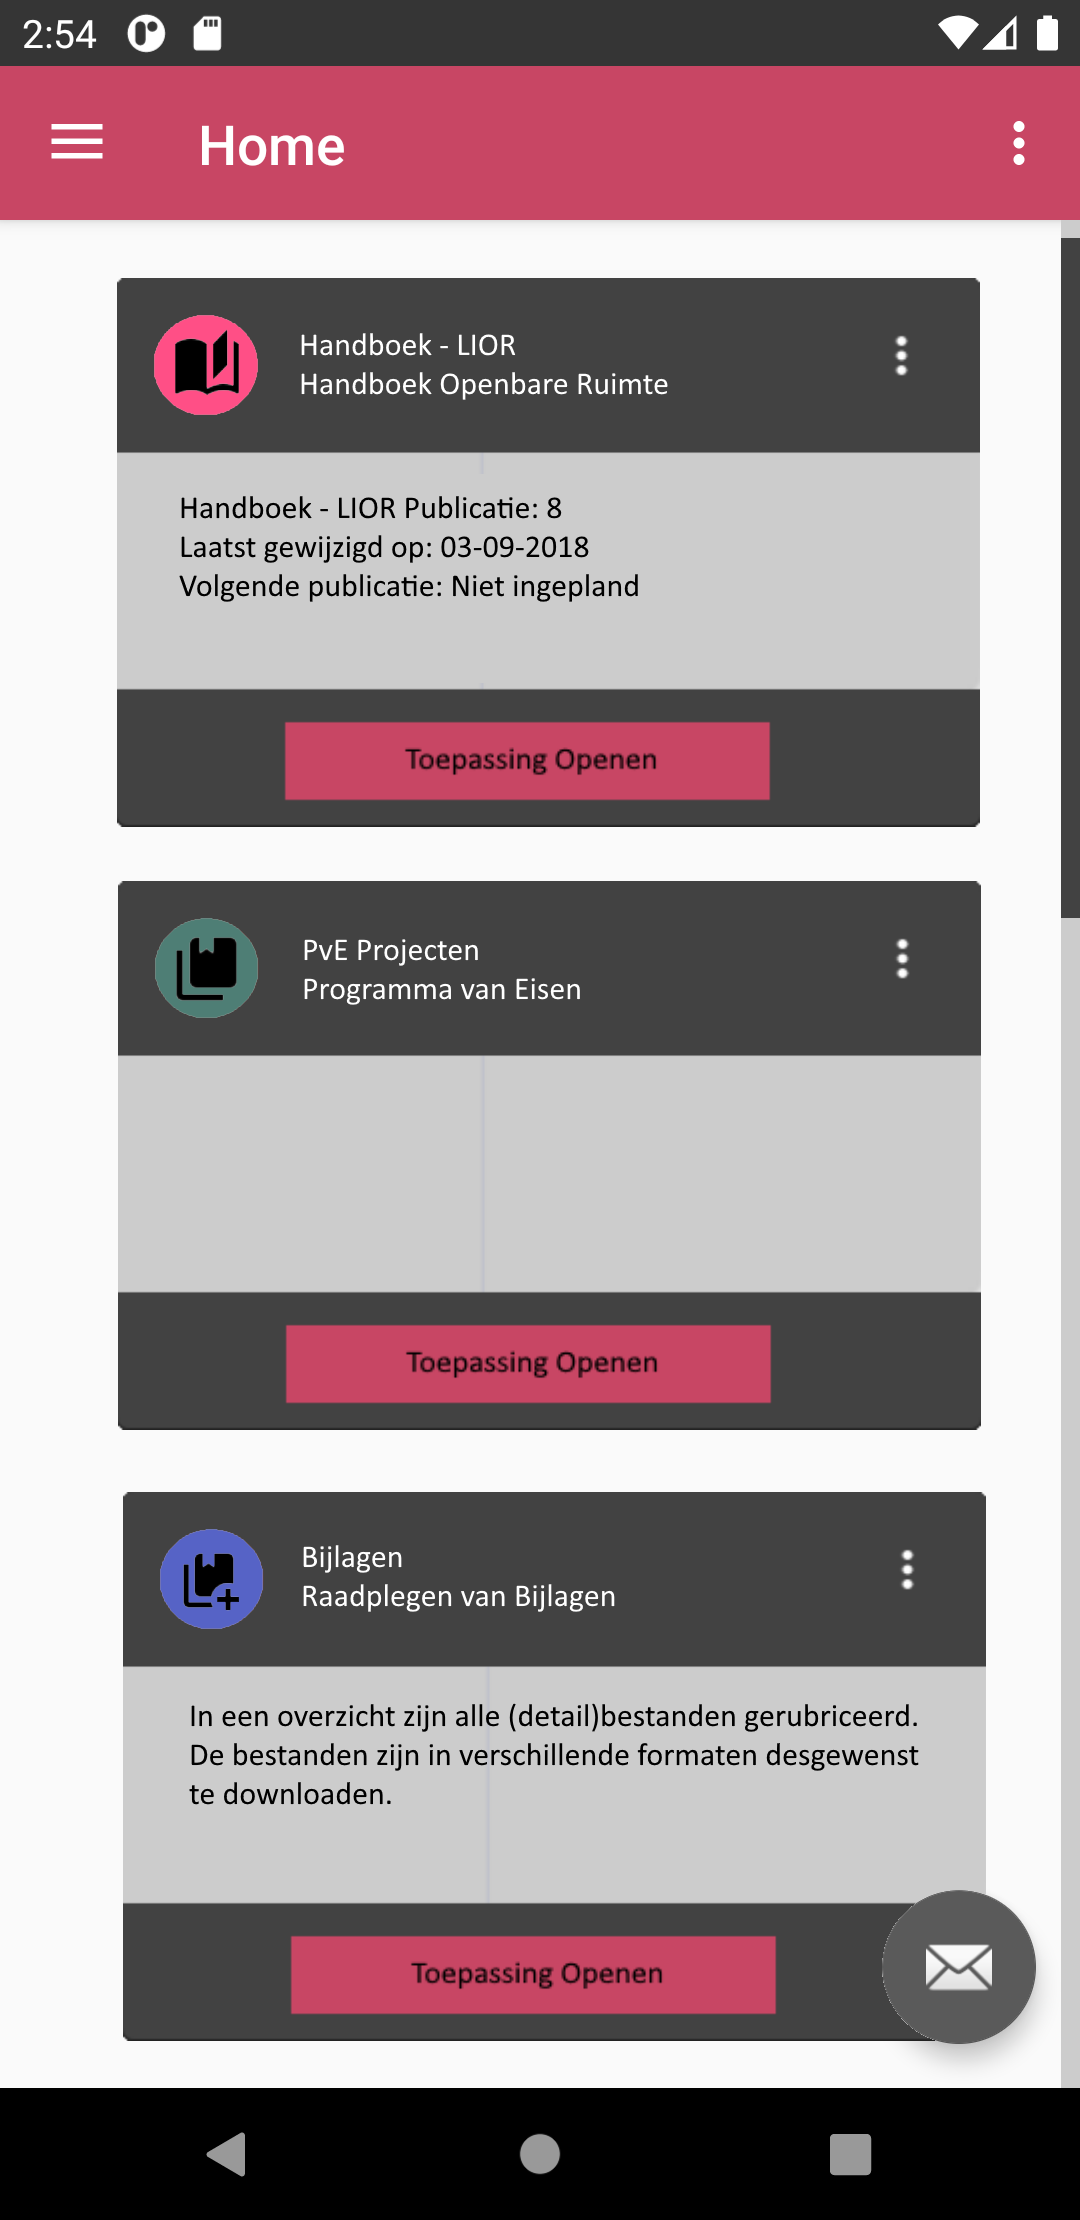 2:54
Home
Handboek - LIOR
Handboek Openbare Ruimte
Handboek - LIOR Publicatie: 8
Laatst gewijzigd op: 03-09-2018
Volgende publicatie: Niet ingepland
Toepassing Openen
PvE Projecten
Programma van Eisen
Toepassing Openen
Bijlagen
Raadplegen van Bijlagen
In een overzicht zijn alle (detail)bestanden gerubriceerd.
De bestanden zijn in verschillende formaten desgewenst
te downloaden.
Toepassing Openen